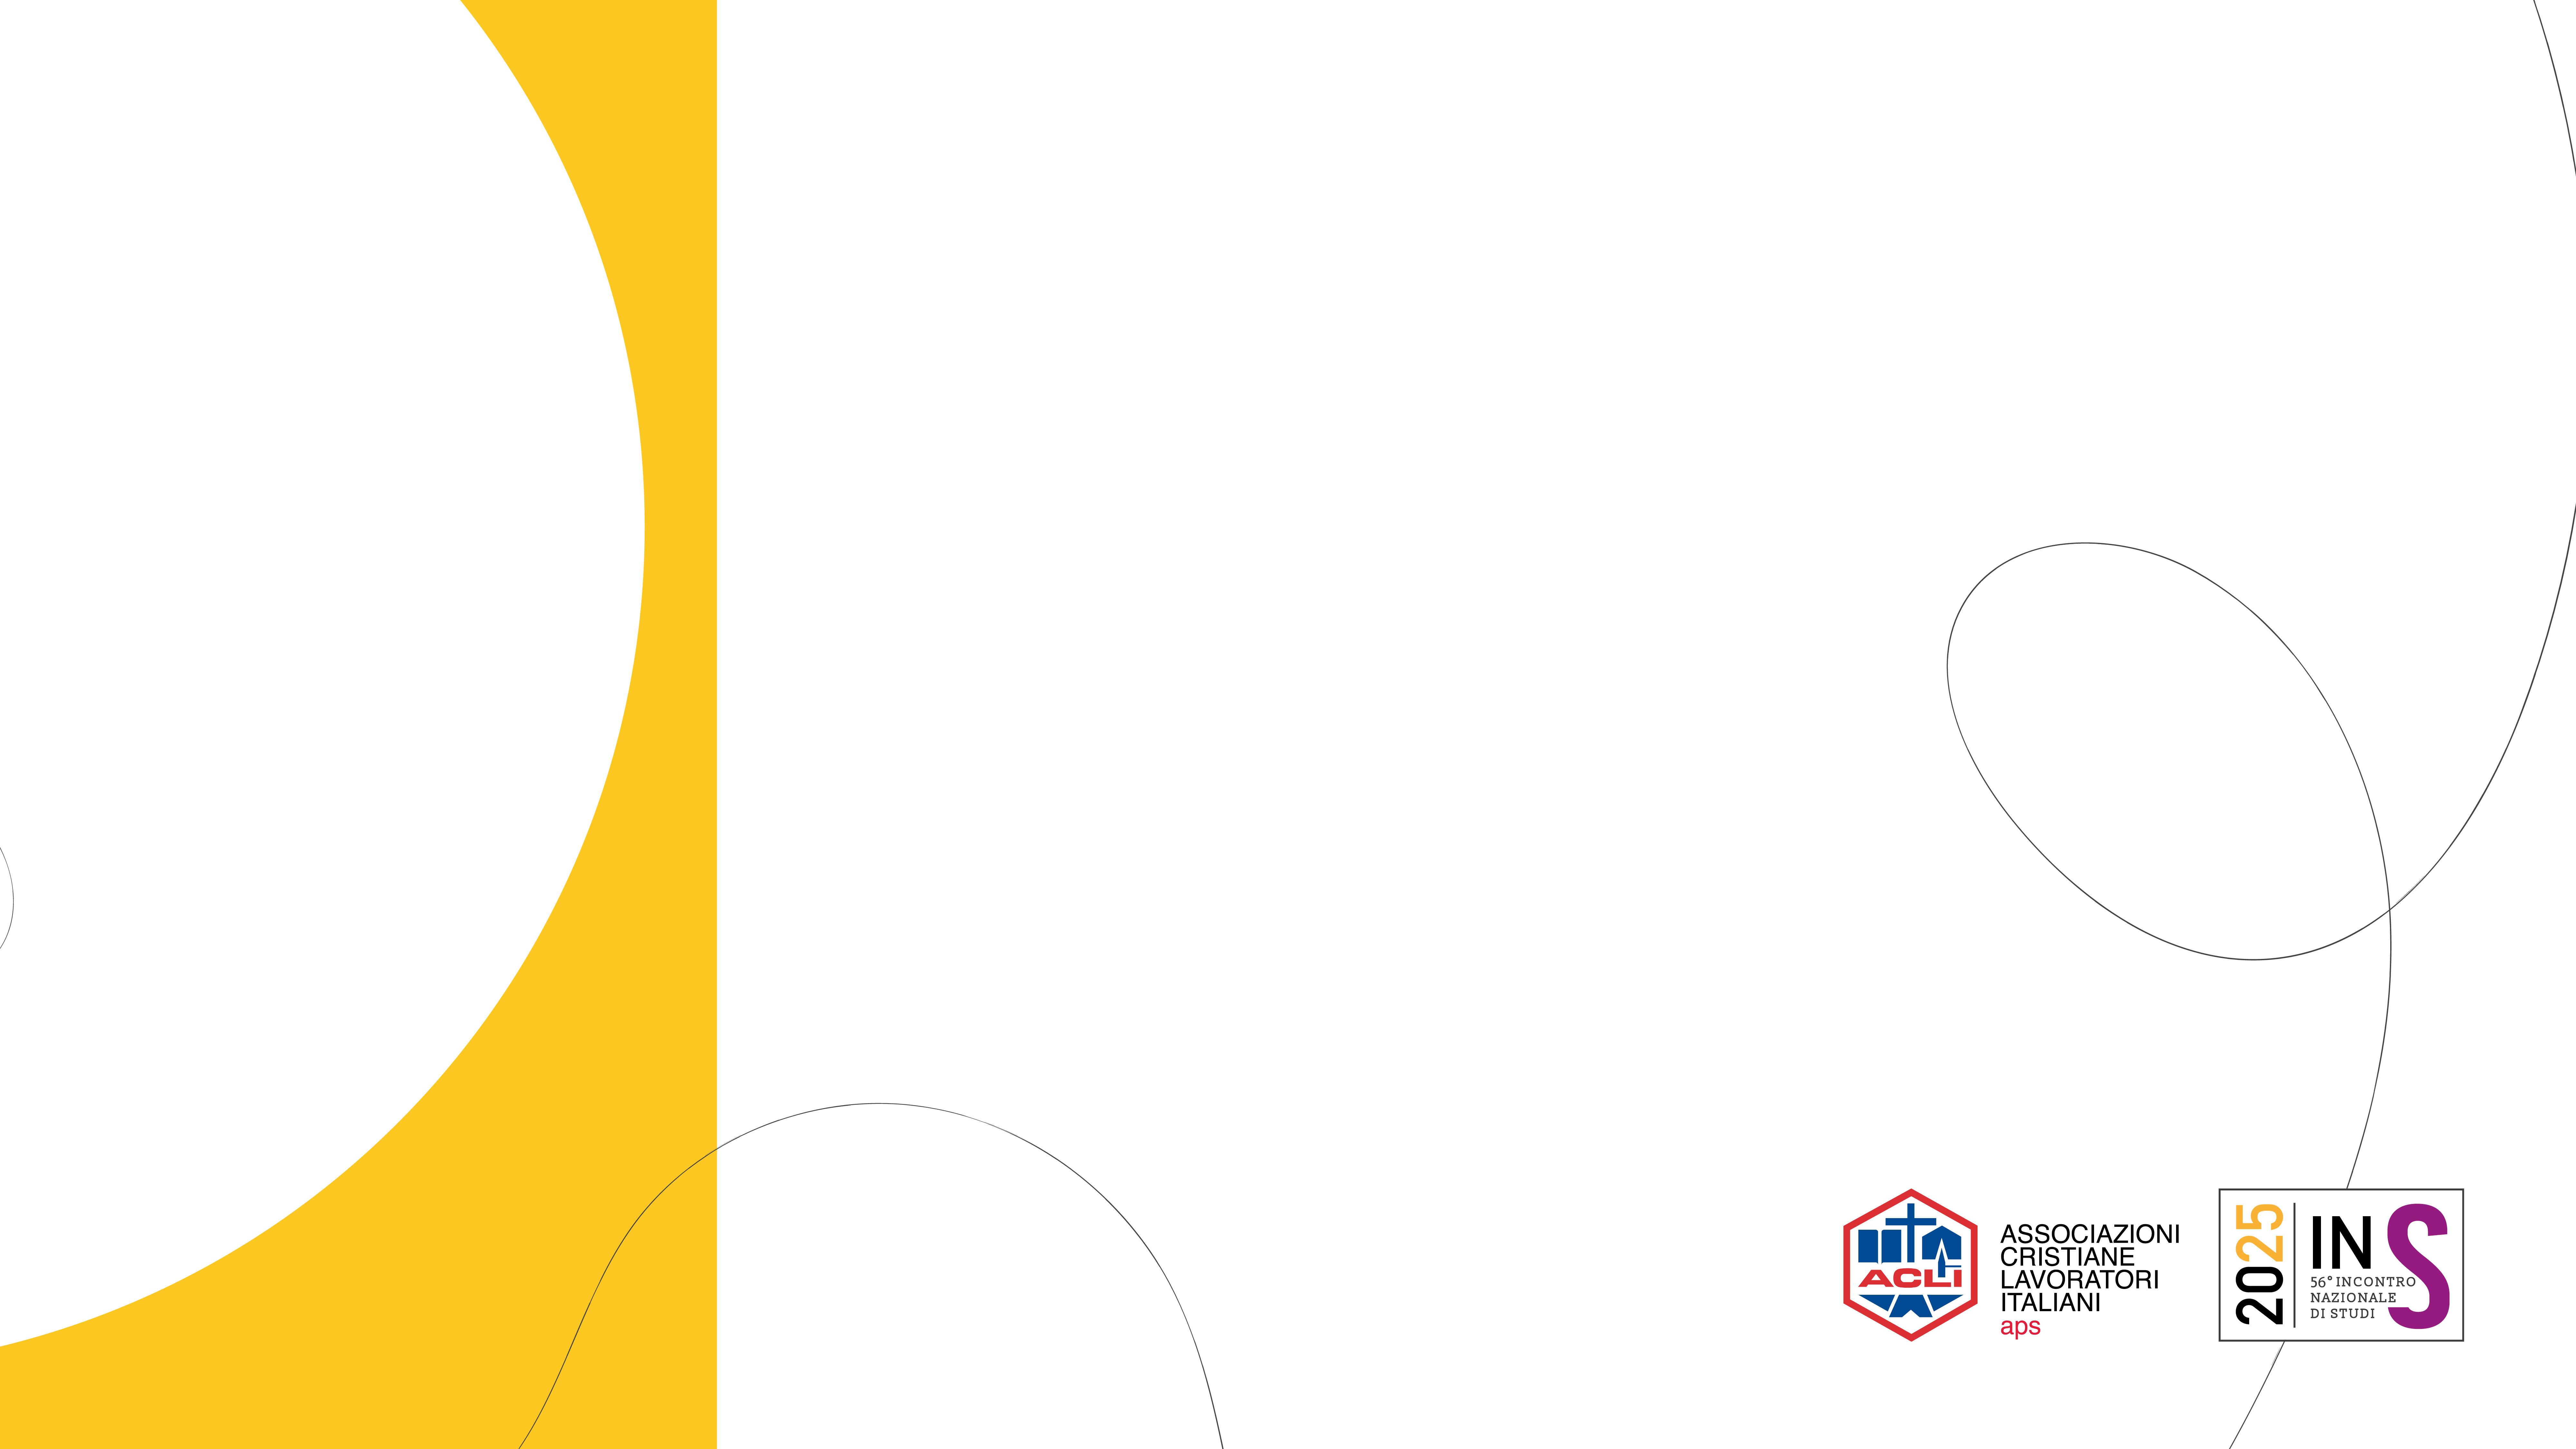 ACLI
ASSOCIAZIONI
CRISTIANE
LAVORATORI
ITALIANI
aps
2025
INS
56° INCONTRO
NAZIONALE
DI STUDI